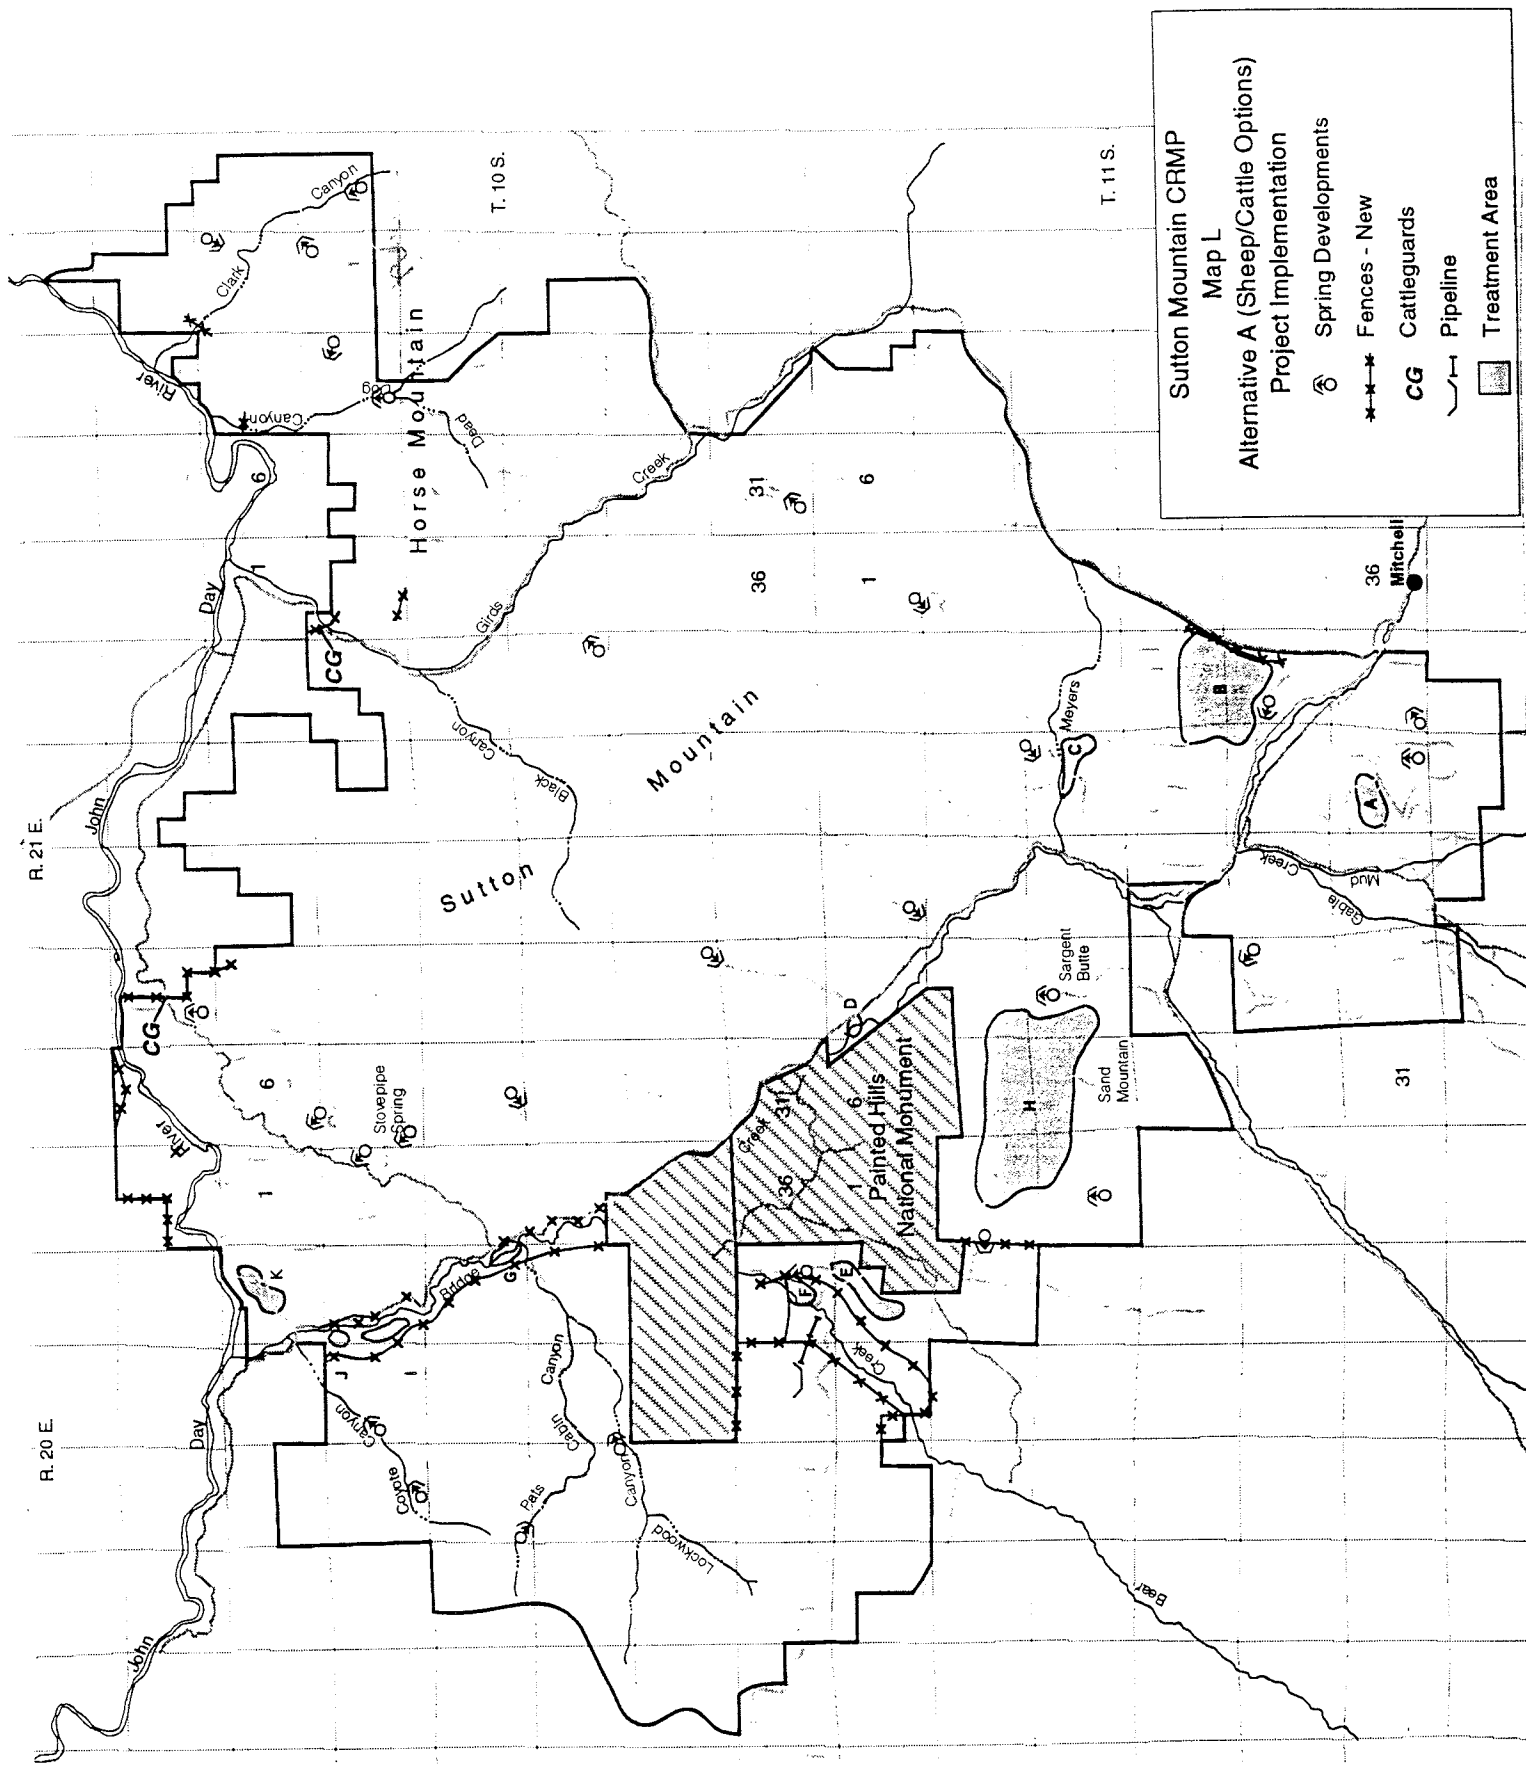 Sutton Mountain CRMP
Map L
Alternative A (Sheep/Cattle Options)
Project Implementation
Spring Developments
Fences - New
CG Cattleguards
Pipeline
Treatment Area
R. 20 E.
R. 21 E.
T. 10 S.
T. 11 S.
John
Day
River
John
Day
River
Clark
Canyon
Canyon
Dog
Dead
Horse Mountain
Girds
Creek
CG
CG
Black
Canyon
Sutton
Mountain
Stovepipe
Spring
6
1
6
1
31
36
6
1
36
Mitchell
Meyers
C
B
A
Creek
Mud
Gable
Sargent
Butte
Sand
Mountain
H
D
31
31
36
6
1
Creek
Painted Hills
National Monument
E
F
Creek
Bear
Bridge
G
K
J
I
Coyote
Canyon
Pats
Cabin
Canyon
Lockwood
Canyon